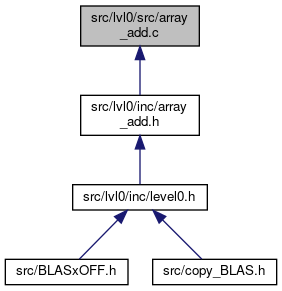 src/lvl0/src/array
_add.c
src/lvl0/inc/array
_add.h
src/lvl0/inc/level0.h
src/BLASxOFF.h
src/copy_BLAS.h